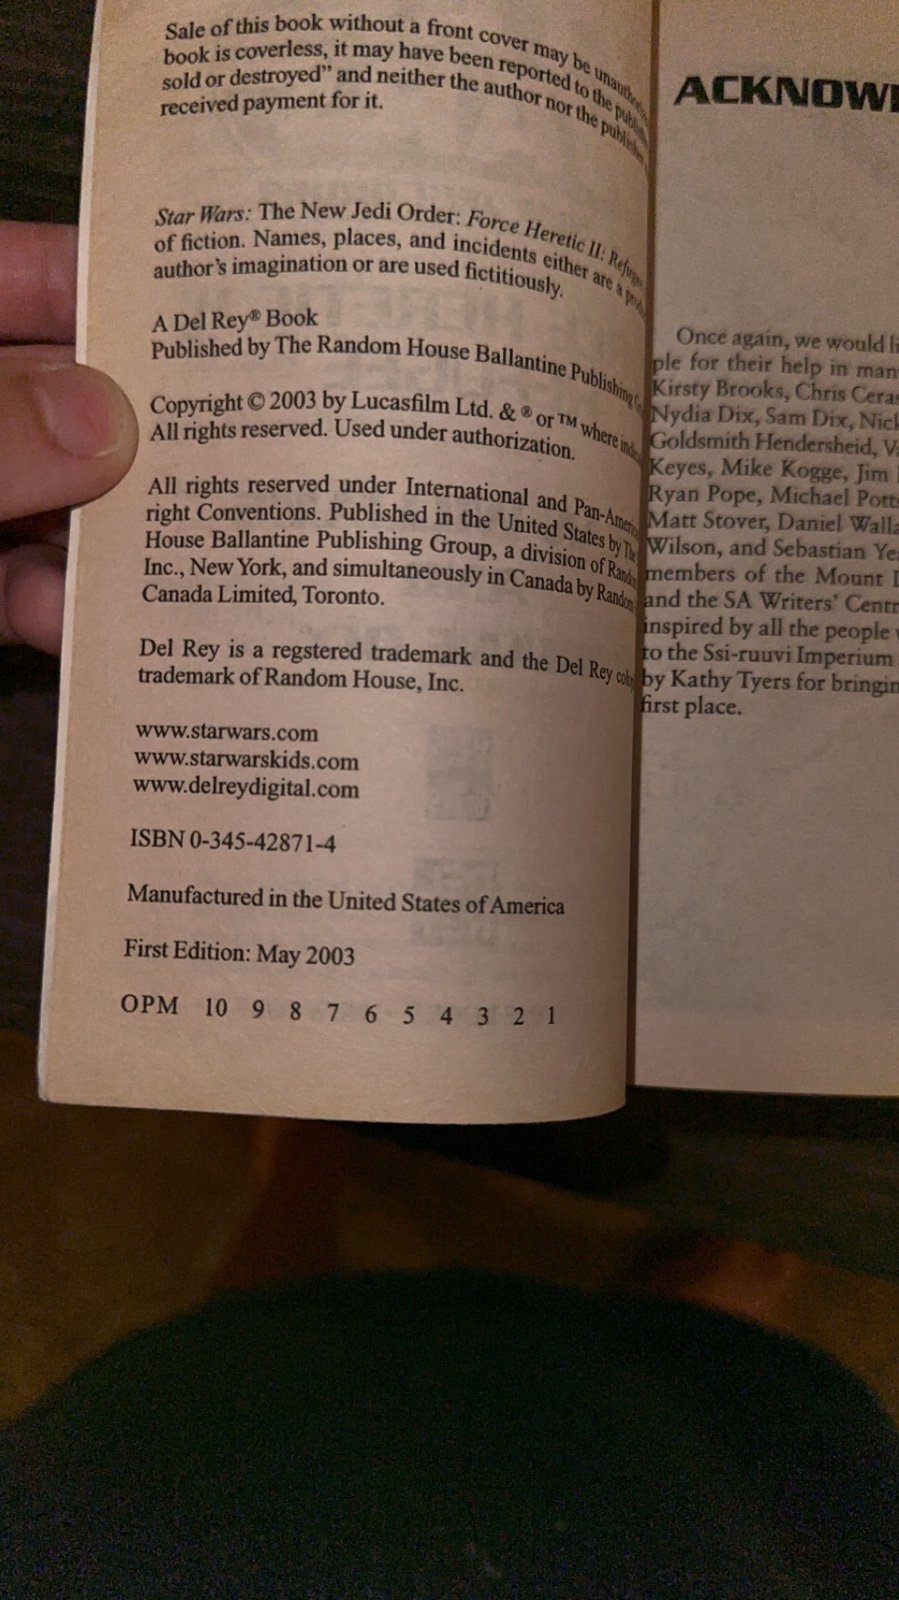 Sale of this book without a front cover may be
book is coverless, it may have been reported to the
sold or destroyed” and neither the author nor the
received payment for it.
Star Wars: The New Jedi Order: Force Heretic II:
of fiction. Names, places, and incidents either are a
author’s imagination or are used fictitiously.
A Del Rey® Book
Published by The Random House Ballantine Publishing
Copyright © 2003 by Lucasfilm Ltd. & ® or ™ where
All rights reserved. Used under authorization.
All rights reserved under International and
right Conventions. Published in the United States by The
House Ballantine Publishing Group, a division of
Inc., New York, and simultaneously in Canada by Random
Canada Limited, Toronto.
Del Rey is a regstered trademark and the Del Rey
trademark of Random House, Inc.
www.starwars.com
www.starwarskids.com
www.delreydigital.com
ISBN 0-345-42871-4
Manufactured in the United States of America
First Edition: May 2003
OPM 10 9 8 7 6 5 4 3 2 1
ACKNOW
Once again, we would
ple for their help in
Kirsty Brooks, Chris
Nydia Dix, Sam Dix,
Goldsmith Hendersheid,
Keyes, Mike Kogge, Jim
Ryan Pope, Michael
Matt Stover, Daniel
Wilson, and Sebastian
members of the Mount
and the SA Writers’
inspired by all the people
to the Ssi-ruuvi Imperium
by Kathy Tyers for
first place.